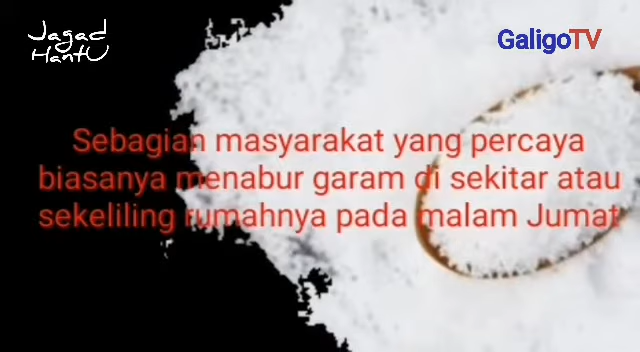 Jagad
Hantu
GaligoTV
Sebagian masyarakat yang percaya
biasanya menabur garam di sekitar atau
sekeliling rumahnya pada malam Jumat